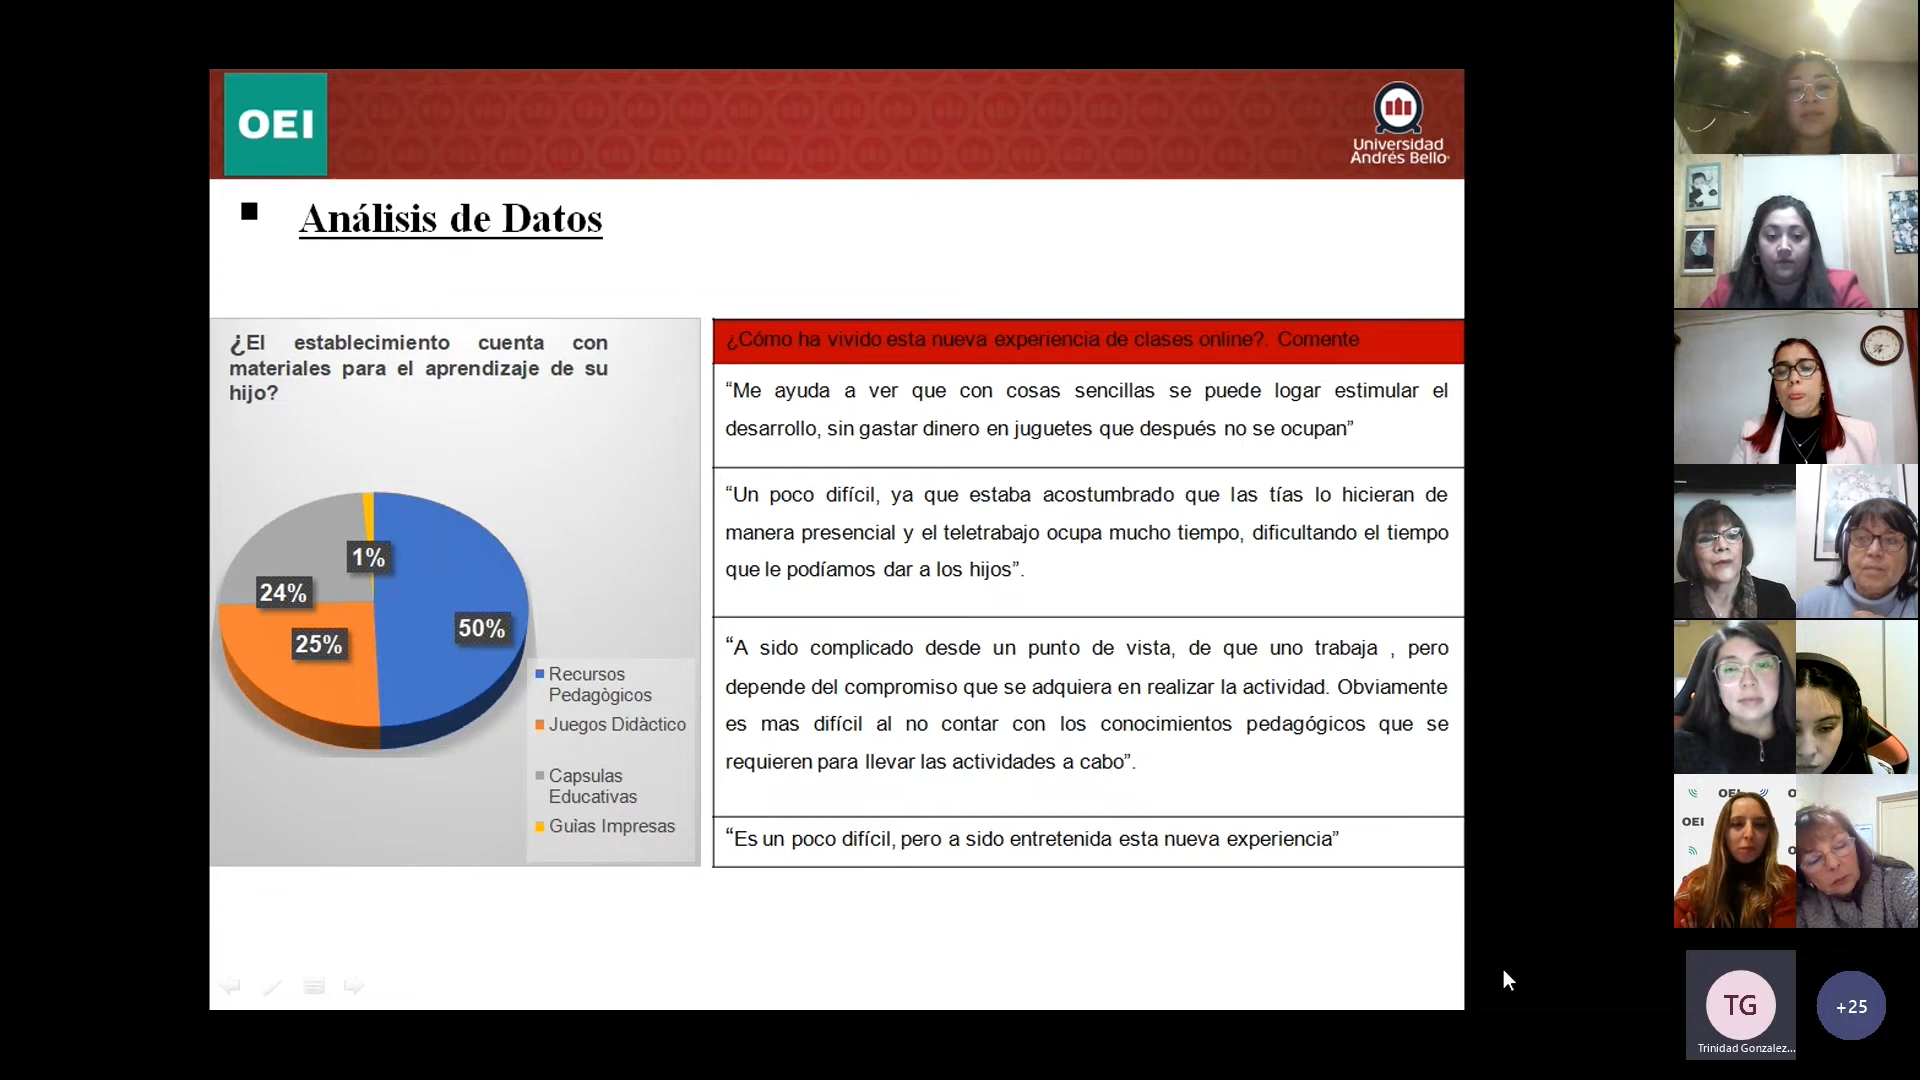 OEI
Universidad
Andrés Bello
▪ Análisis de Datos
¿El establecimiento cuenta con
materiales para el aprendizaje de su
hijo?
1%
24%
25%
50%
Recursos
Pedagògicos
Juegos Didàctico
Capsulas
Educativas
Guìas Impresas
¿Cómo ha vivido esta nueva experiencia de clases online?. Comente
“Me ayuda a ver que con cosas sencillas se puede logar estimular el
desarrollo, sin gastar dinero en juguetes que después no se ocupan”
“Un poco difícil, ya que estaba acostumbrado que las tías lo hicieran de
manera presencial y el teletrabajo ocupa mucho tiempo, dificultando el tiempo
que le podíamos dar a los hijos”.
“A sido complicado desde un punto de vista, de que uno trabaja , pero
depende del compromiso que se adquiera en realizar la actividad. Obviamente
es mas difícil al no contar con los conocimientos pedagógicos que se
requieren para llevar las actividades a cabo”.
“Es un poco difícil, pero a sido entretenida esta nueva experiencia”
OEI
OEI
TG
Trinidad Gonzalez...
+25